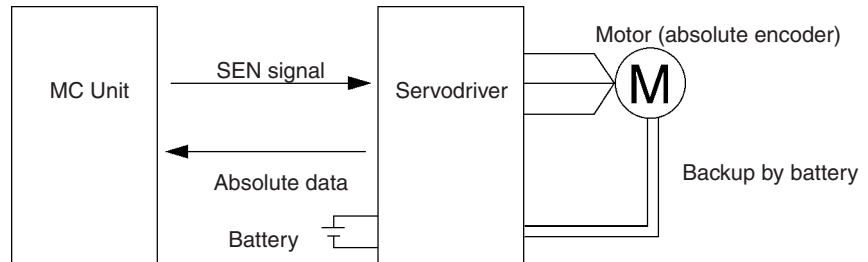 Motor (absolute encoder)
SEN signal
MC Unit
Servodriver
M
Absolute data
Backup by battery
Battery